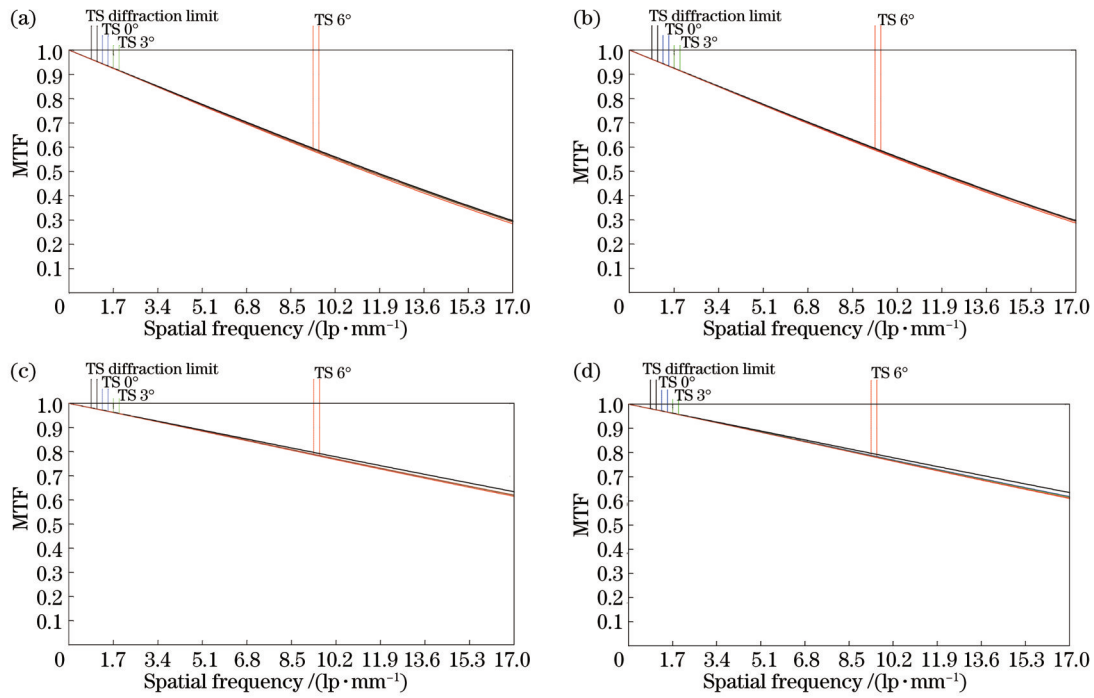 (a)
TS diffraction limit
TS 0°
TS 3°
TS 6°
1.0
0.9
0.8
0.7
0.6
0.5
0.4
0.3
0.2
0.1
MTF
0 1.7 3.4 5.1 6.8 8.5 10.2 11.9 13.6 15.3 17.0
Spatial frequency /(lp·mm⁻¹)
(b)
TS diffraction limit
TS 0°
TS 3°
TS 6°
1.0
0.9
0.8
0.7
0.6
0.5
0.4
0.3
0.2
0.1
MTF
0 1.7 3.4 5.1 6.8 8.5 10.2 11.9 13.6 15.3 17.0
Spatial frequency /(lp·mm⁻¹)
(c)
TS diffraction limit
TS 0°
TS 3°
TS 6°
1.0
0.9
0.8
0.7
0.6
0.5
0.4
0.3
0.2
0.1
MTF
0 1.7 3.4 5.1 6.8 8.5 10.2 11.9 13.6 15.3 17.0
Spatial frequency /(lp·mm⁻¹)
(d)
TS diffraction limit
TS 0°
TS 3°
TS 6°
1.0
0.9
0.8
0.7
0.6
0.5
0.4
0.3
0.2
0.1
MTF
0 1.7 3.4 5.1 6.8 8.5 10.2 11.9 13.6 15.3 17.0
Spatial frequency /(lp·mm⁻¹)